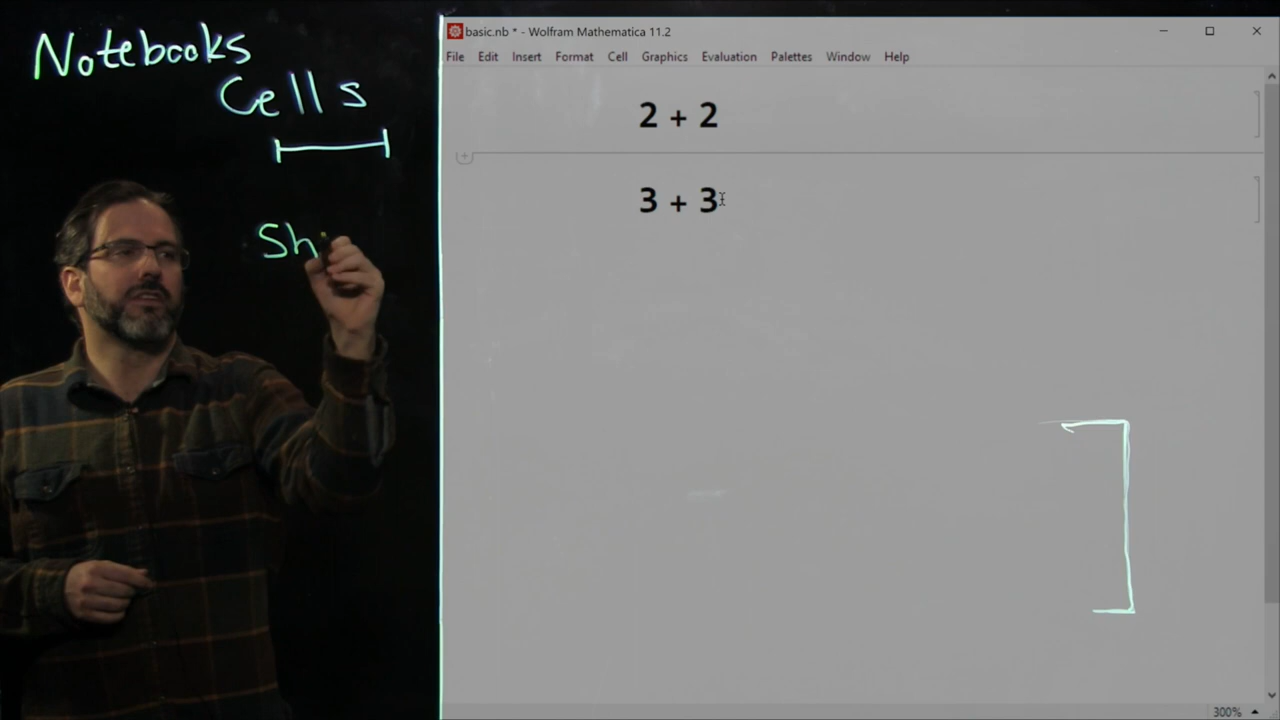 Notebooks
Cells
Sh
basic.nb * - Wolfram Mathematica 11.2
File Edit Insert Format Cell Graphics Evaluation Palettes Window Help
2 + 2
3 + 3
300%